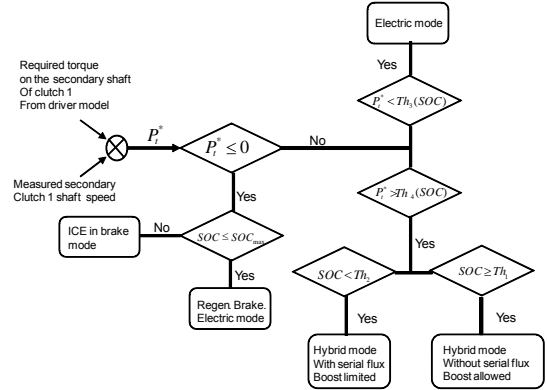 Electric mode
Required torque
on the secondary shaft
Of clutch 1
From driver model
Yes
P_t^* < Th_3(SOC)
P_t^*
P_t^* ≤ 0
No
Measured secondary
Clutch 1 shaft speed
P_t^* > Th_4(SOC)
Yes
ICE in brake
mode
No
SOC ≤ SOC_max
Yes
Yes
SOC < Th_2
SOC ≥ Th_1
Regen. Brake.
Electric mode
Yes
Yes
Hybrid mode
With serial flux
Boost limited
Hybrid mode
Without serial flux
Boost allowed